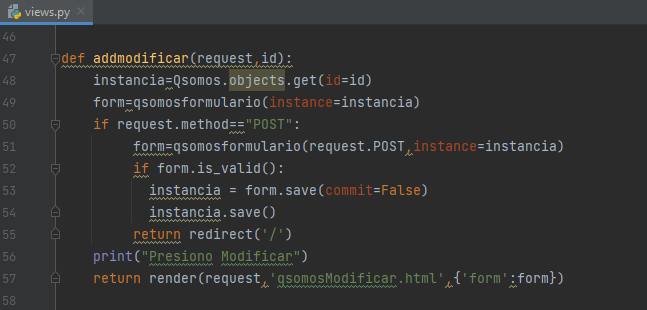 views.py
46
47 def addmodificar(request,id):
48 instancia=Qsomos.objects.get(id=id)
49 form=qsomosformulario(instance=instancia)
50 if request.method=="POST":
51 form=qsomosformulario(request.POST,instance=instancia)
52 if form.is_valid():
53 instancia = form.save(commit=False)
54 instancia.save()
55 return redirect('/')
56 print("Presiono Modificar")
57 return render(request,'qsomosModificar.html',{'form':form})
58